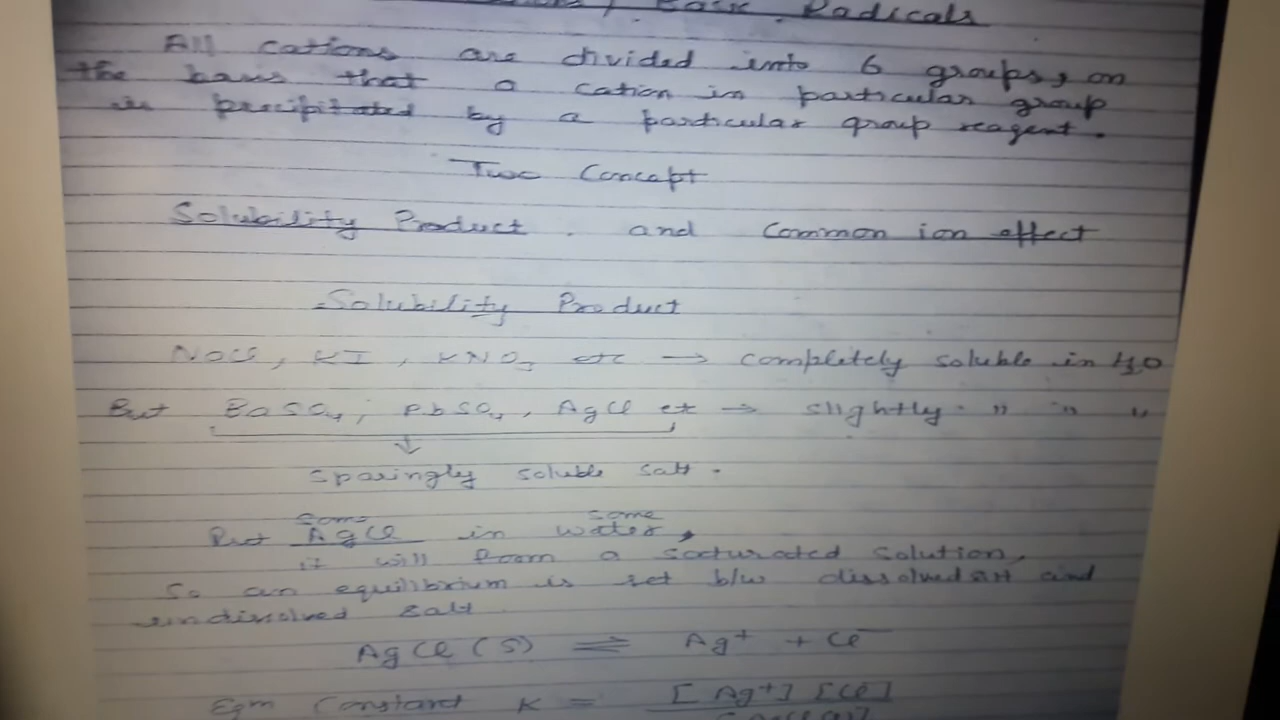 Radicals
All cations are divided into 6 groups, on
the basis that a cation in particular group
is precipitated by a particular group reagent.
Two Concept
Solubility Product . and Common ion effect
Solubility Product
NaCl, KI, KNO3 etc → completely soluble in H2O
But BaSO4, PbSO4, AgCl etc → slightly " " "
↓
Sparingly soluble salt.
some some
Put AgCl in water,
it will form a saturated solution.
So an equilibrium is set b/w dissolved and
undissolved salt
AgCl (s) ⇌ Ag+ + Cl-
Eqm Constant K = [Ag+] [Cl-]